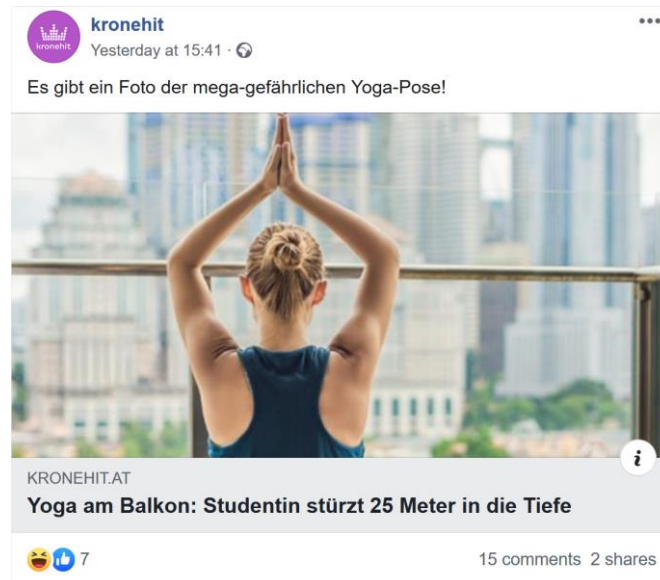 kronehit
kronehit
Yesterday at 15:41 ·
Es gibt ein Foto der mega-gefährlichen Yoga-Pose!
i
KRONEHIT.AT
Yoga am Balkon: Studentin stürzt 25 Meter in die Tiefe
7
15 comments 2 shares